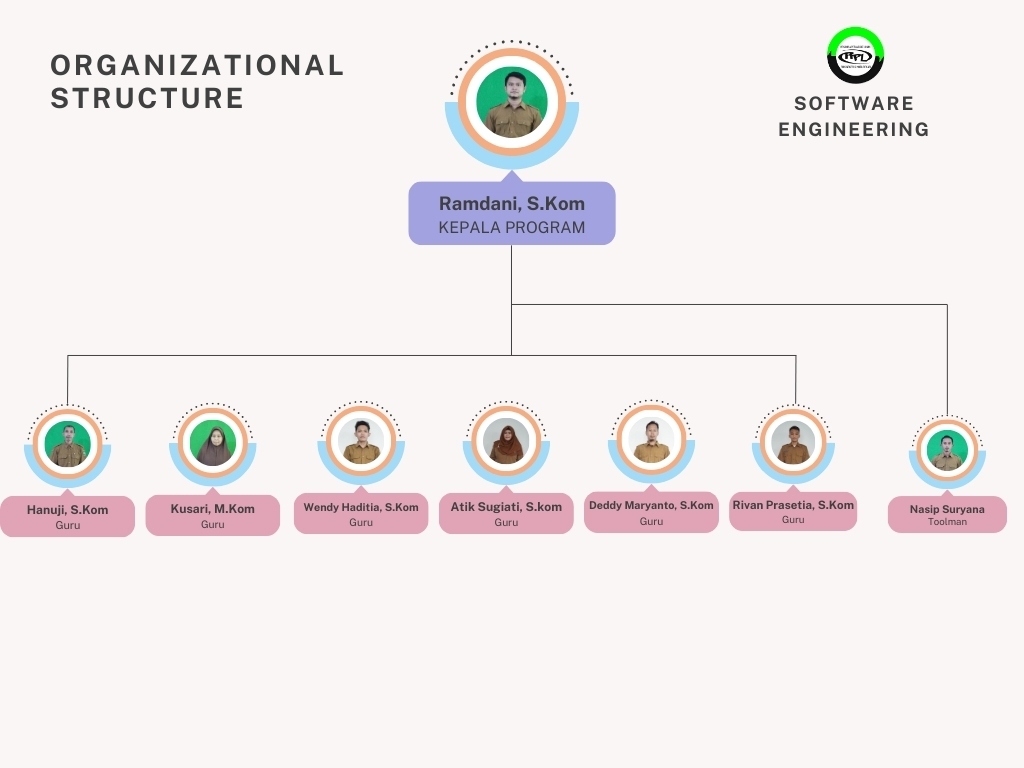 ORGANIZATIONAL
STRUCTURE
SOFTWARE
ENGINEERING
Ramdani, S.Kom
KEPALA PROGRAM
Hanuji, S.Kom
Guru
Kusari, M.Kom
Guru
Wendy Haditia, S.Kom
Guru
Atik Sugiati, S.kom
Guru
Deddy Maryanto, S.Kom
Guru
Rivan Prasetia, S.Kom
Guru
Nasip Suryana
Toolman